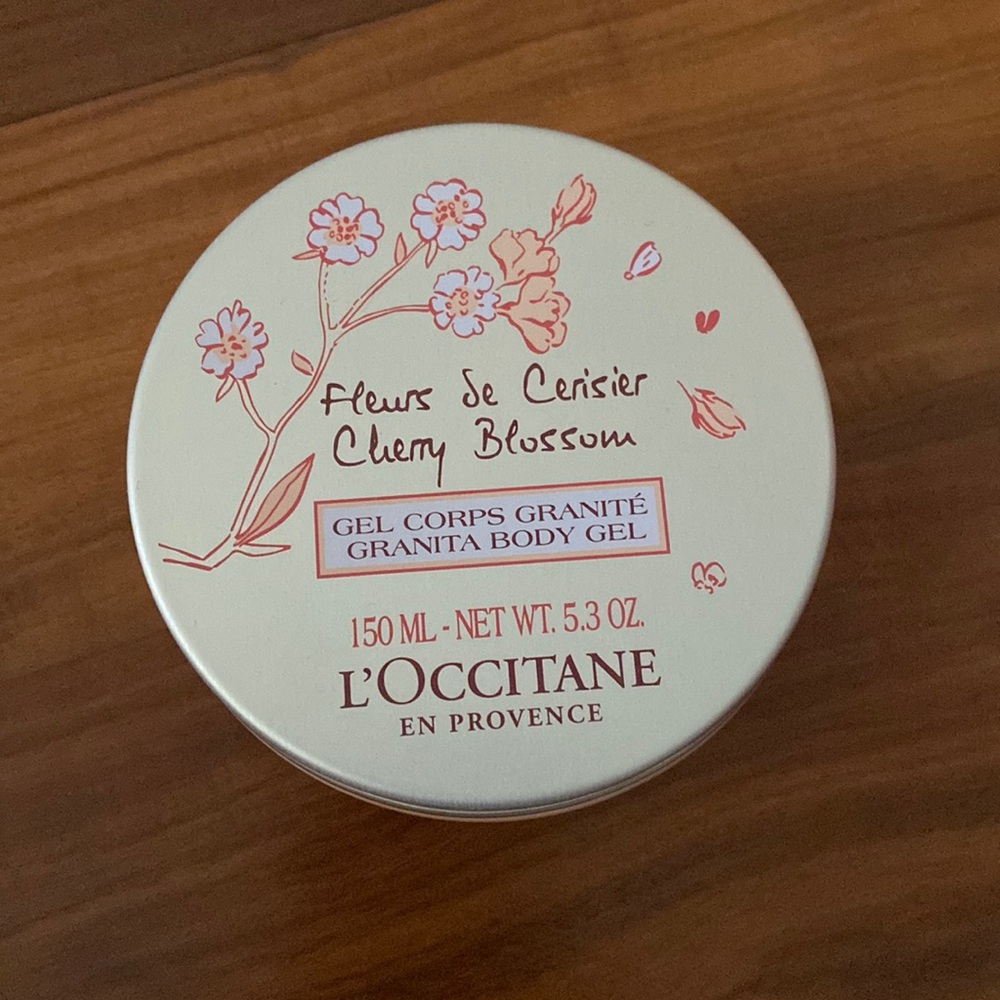 Fleurs de Cerisier
Cherry Blossom
GEL CORPS GRANITÉ
GRANITA BODY GEL
150 ML - NET WT. 5.3 OZ.
L'OCCITANE
EN PROVENCE